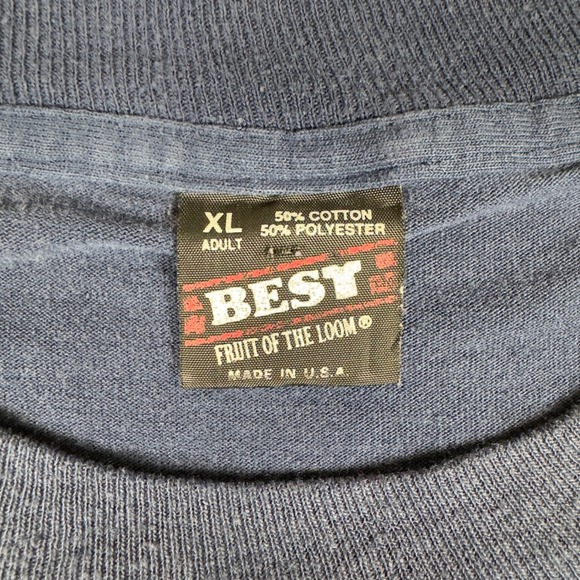 XL 50% COTTON
ADULT 50% POLYESTER
BEST
FRUIT OF THE LOOM®
MADE IN U.S.A